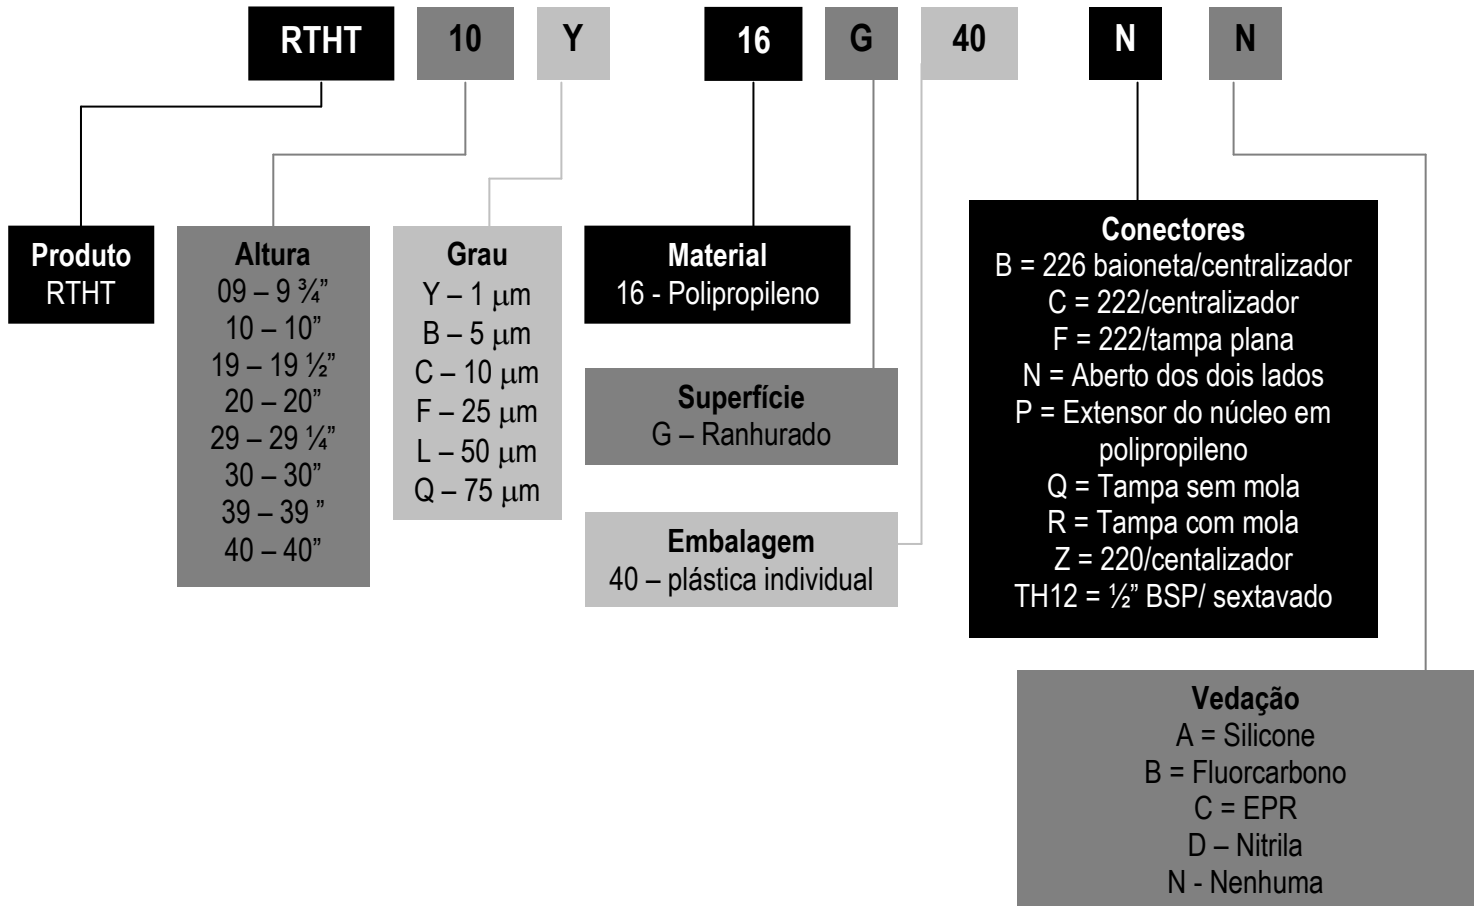 RTHT 10 Y 16 G 40 N N
Produto
RTHT
Altura
09 – 9 ¾”
10 – 10”
19 – 19 ½”
20 – 20”
29 – 29 ¼”
30 – 30”
39 – 39 ”
40 – 40”
Grau
Y – 1 μm
B – 5 μm
C – 10 μm
F – 25 μm
L – 50 μm
Q – 75 μm
Material
16 - Polipropileno
Superfície
G – Ranhurado
Embalagem
40 – plástica individual
Conectores
B = 226 baioneta/centralizador
C = 222/centralizador
F = 222/tampa plana
N = Aberto dos dois lados
P = Extensor do núcleo em
polipropileno
Q = Tampa sem mola
R = Tampa com mola
Z = 220/centalizador
TH12 = ½” BSP/ sextavado
Vedação
A = Silicone
B = Fluorcarbono
C = EPR
D – Nitrila
N - Nenhuma